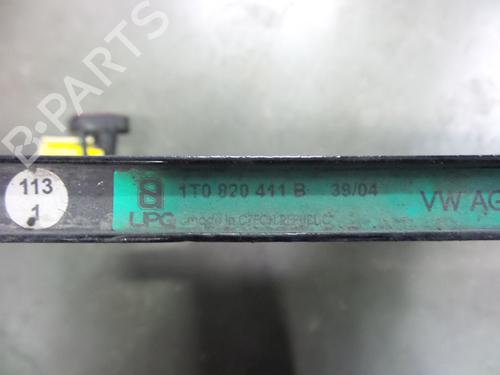 B-PARTS
113
1
1T0 820 411 B 39/04
VW AG
LPG made in CZECH REPUBLIC